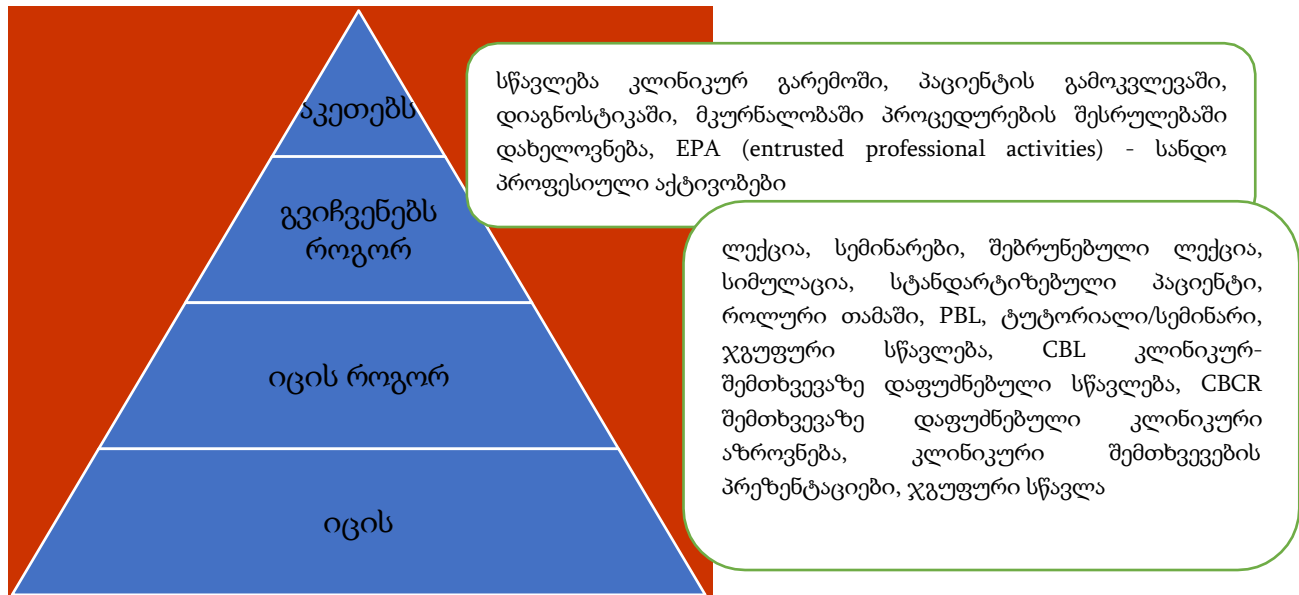 აკეთებს
გვიჩვენებს
როგორ
იცის როგორ
იცის
სწავლება კლინიკურ გარემოში, პაციენტის გამოკვლევაში,
დიაგნოსტიკაში, მკურნალობაში პროცედურების შესრულებაში
დახელოვნება, EPA (entrusted professional activities) - სანდო
პროფესიული აქტივობები
ლექცია, სემინარები, შებრუნებული ლექცია,
სიმულაცია, სტანდარტიზებული პაციენტი,
როლური თამაში, PBL, ტუტორიალი/სემინარი,
ჯგუფური სწავლება, CBL კლინიკურ-
შემთხვევაზე დაფუძნებული სწავლება, CBCR
შემთხვევაზე დაფუძნებული კლინიკური
აზროვნება, კლინიკური შემთხვევების
პრეზენტაციები, ჯგუფური სწავლა